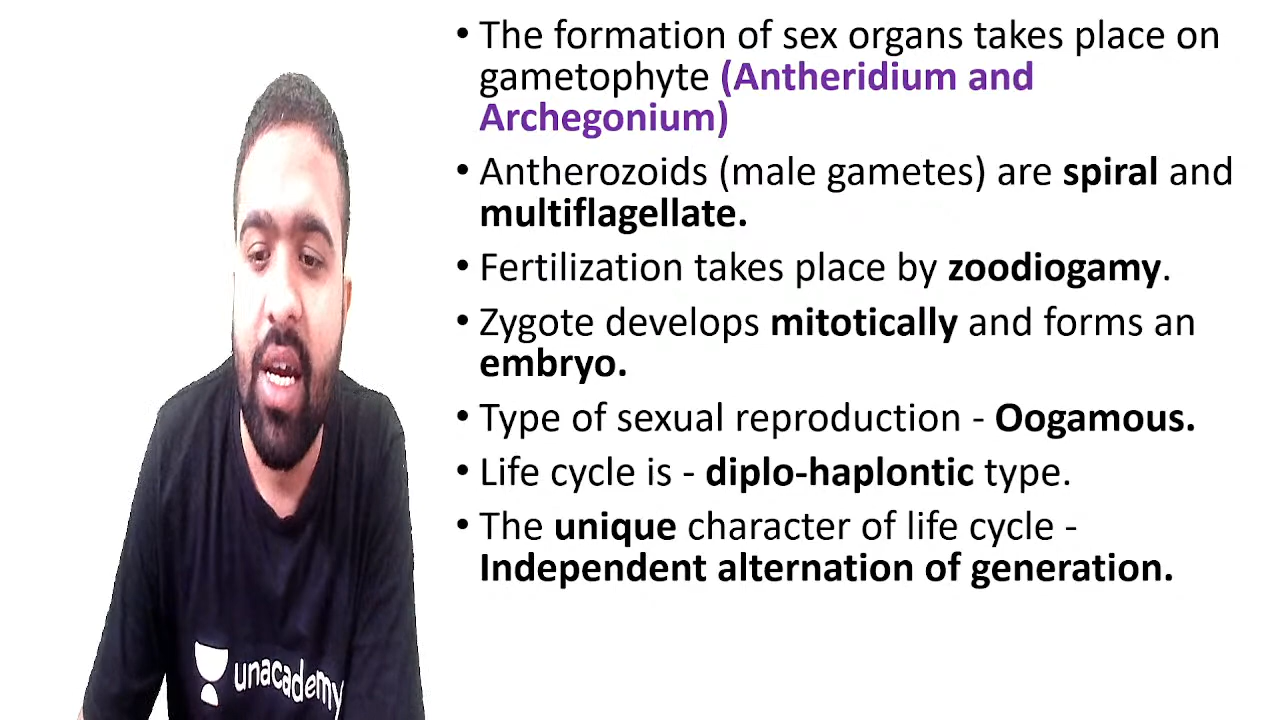 • The formation of sex organs takes place on
gametophyte (Antheridium and
Archegonium)
• Antherozoids (male gametes) are spiral and
multiflagellate.
• Fertilization takes place by zoodiogamy.
• Zygote develops mitotically and forms an
embryo.
• Type of sexual reproduction - Oogamous.
• Life cycle is - diplo-haplontic type.
• The unique character of life cycle -
Independent alternation of generation.
unacademy